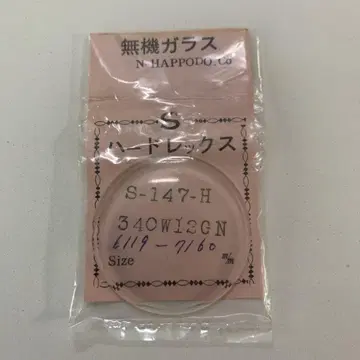 無機ガラス
N-HAPPODO.Co
S
ハードレックス
S-147-H
340W12GN
6119-7160
Size m/m